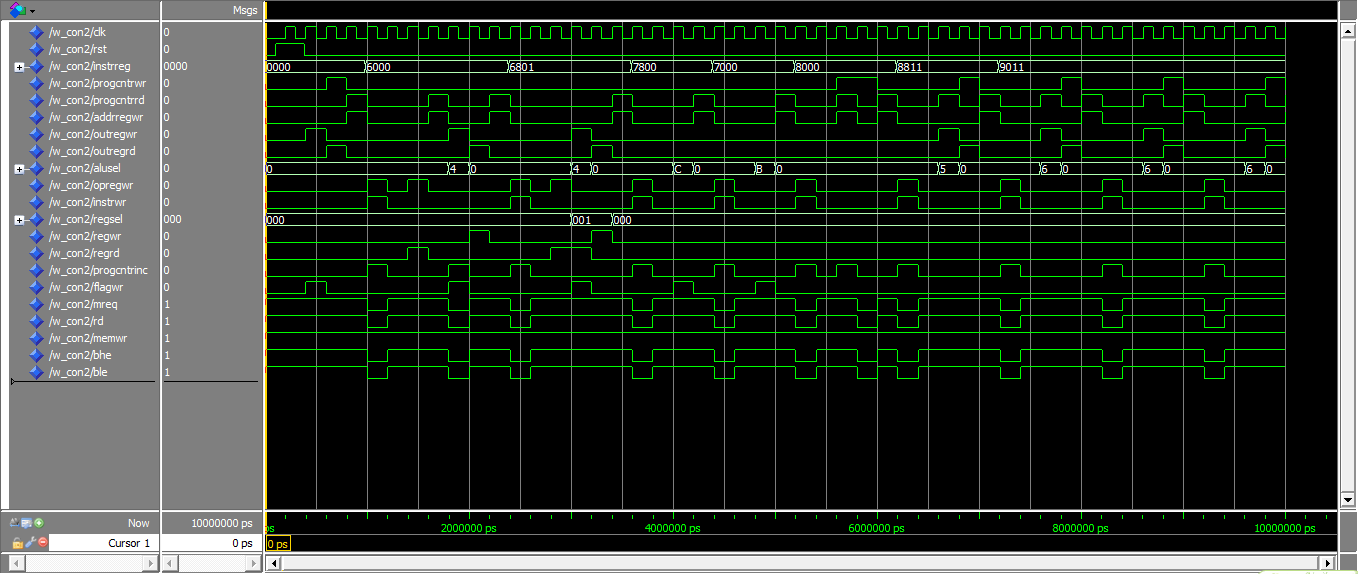 Msgs
/w_con2/clk 0
/w_con2/rst 0
/w_con2/instrreg 0000 0000 6000 6801 7800 7000 8000 8811 9011
/w_con2/progcntrwr 0
/w_con2/progcntrrd 0
/w_con2/addrregwr 0
/w_con2/outregwr 0
/w_con2/outregrd 0
/w_con2/alusel 0 0 4 0 4 0 C 0 B 0 5 0 6 0 6 0 6 0
/w_con2/opregwr 0
/w_con2/instrwr 0
/w_con2/regsel 000 000 001 000
/w_con2/regwr 0
/w_con2/regrd 0
/w_con2/progcntrinc 0
/w_con2/flagwr 0
/w_con2/mreq 1
/w_con2/rd 1
/w_con2/memwr 1
/w_con2/bhe 1
/w_con2/ble 1
Now 10000000 ps ps 2000000 ps 4000000 ps 6000000 ps 8000000 ps 10000000 ps
Cursor 1 0 ps 0 ps